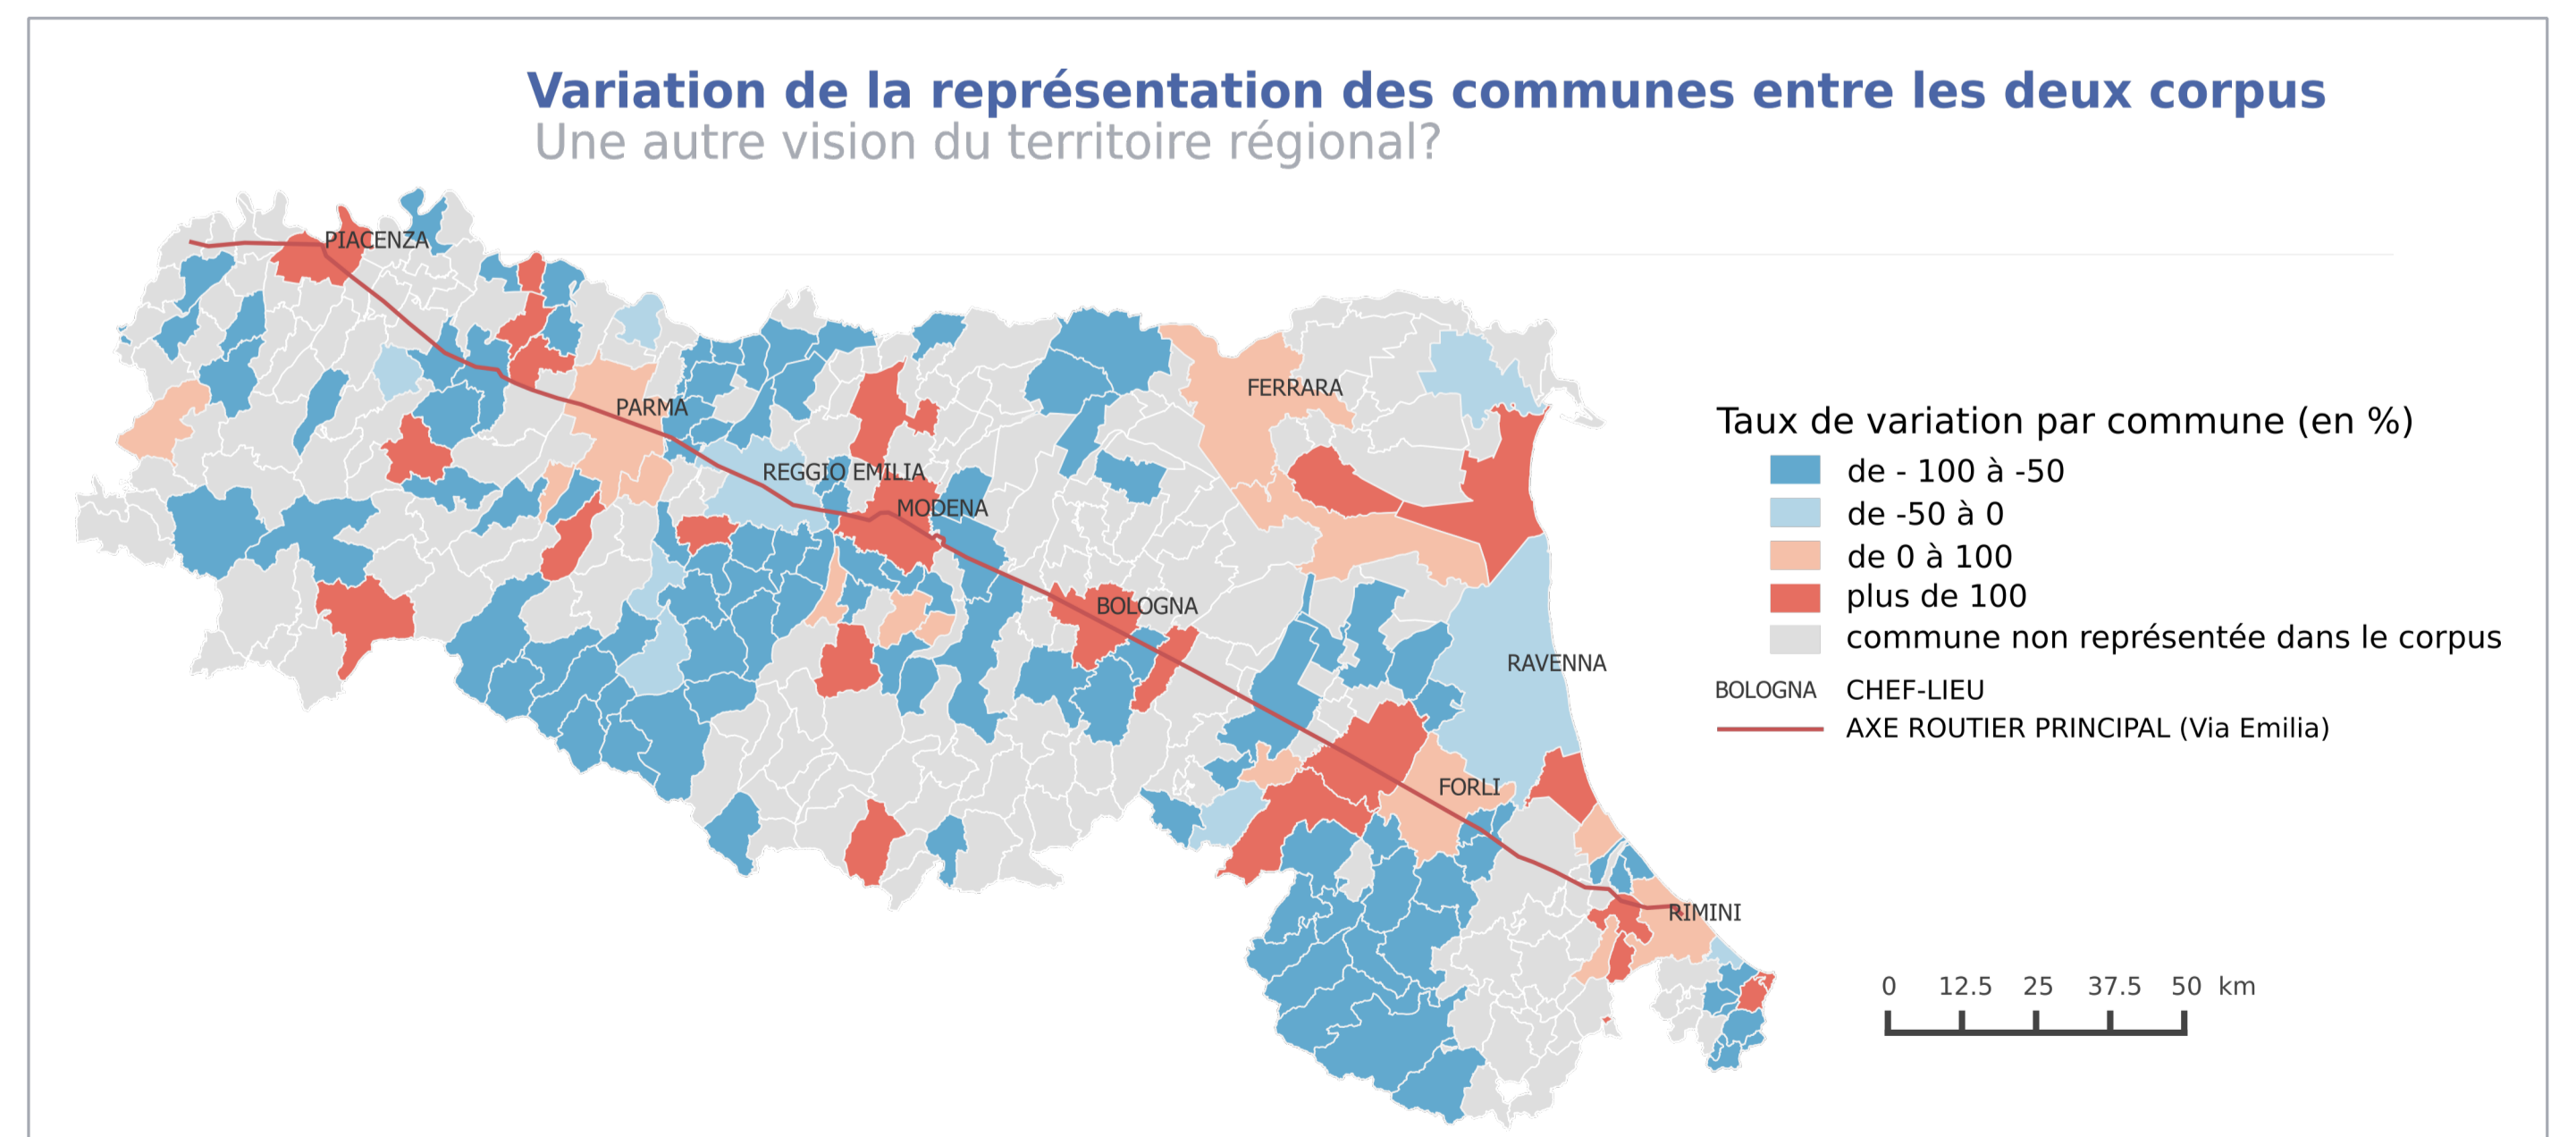 Variation de la représentation des communes entre les deux corpus
Une autre vision du territoire régional?
PIACENZA
PARMA
REGGIO EMILIA
MODENA
FERRARA
BOLOGNA
RAVENNA
FORLI
RIMINI
Taux de variation par commune (en %)
de - 100 à -50
de -50 à 0
de 0 à 100
plus de 100
commune non représentée dans le corpus
BOLOGNA CHEF-LIEU
AXE ROUTIER PRINCIPAL (Via Emilia)
0 12.5 25 37.5 50 km